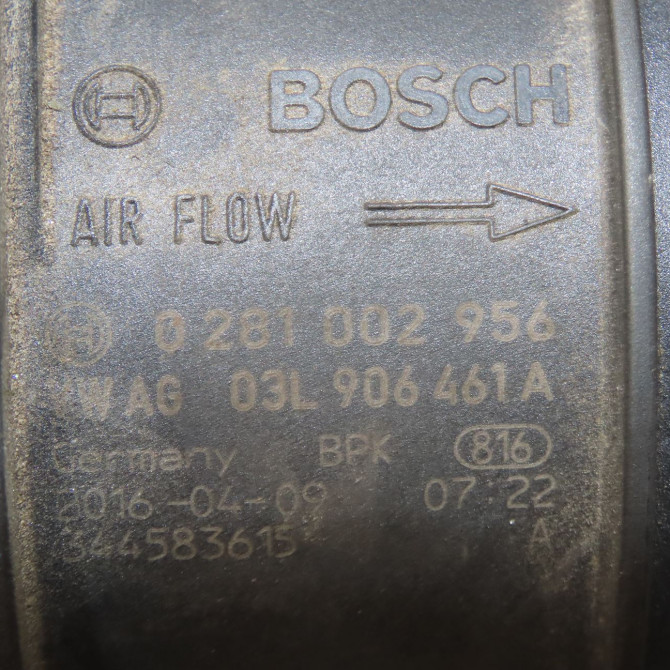 BOSCH
AIR FLOW
0 281 002 956
VW AG 03L 906 461 A
Germany BPK 816
2016-04-09 07:22
344583615 A